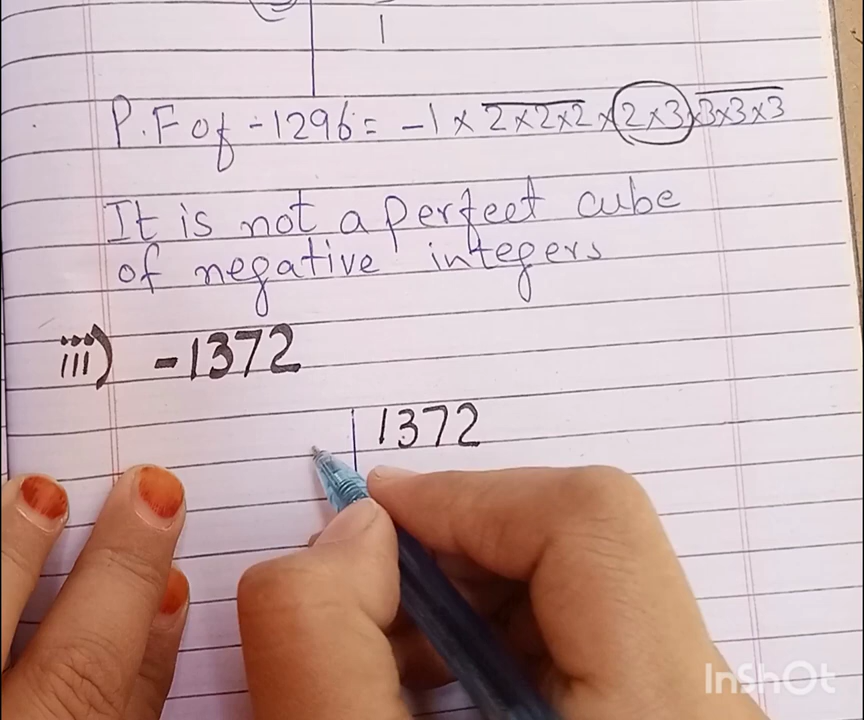 1
P.F of -1296 = -1 × 2×2×2 × 2×3 × 3×3×3
It is not a perfect cube
of negative integers
iii) -1372
1372
InShOt